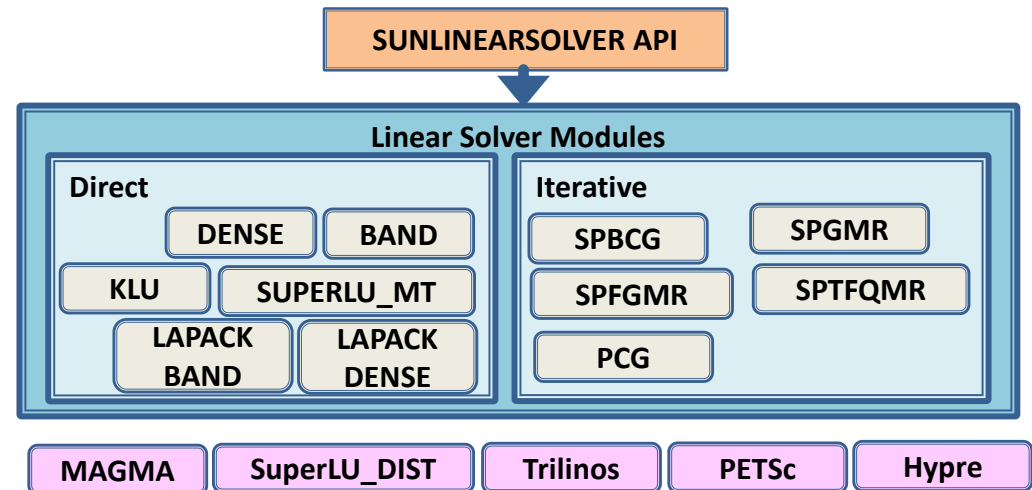 SUNLINEARSOLVER API
Linear Solver Modules
Direct
DENSE
BAND
KLU
SUPERLU_MT
LAPACK
BAND
LAPACK
DENSE
Iterative
SPBCG
SPGMR
SPFGMR
SPTFQMR
PCG
MAGMA
SuperLU_DIST
Trilinos
PETSc
Hypre